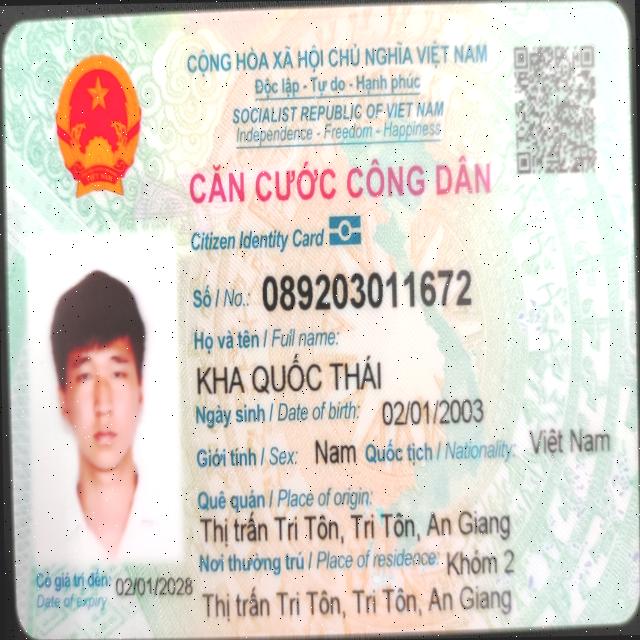 CỘNG HÒA XÃ HỘI CHỦ NGHĨA VIỆT NAM
Độc lập - Tự do - Hạnh phúc
SOCIALIST REPUBLIC OF VIET NAM
Independence - Freedom - Happiness
CĂN CƯỚC CÔNG DÂN
Citizen Identity Card
Số / No.: 089203011672
Họ và tên / Full name:
KHA QUỐC THÁI
Ngày sinh / Date of birth: 02/01/2003
Giới tính / Sex: Nam Quốc tịch / Nationality: Việt Nam
Quê quán / Place of origin:
Thị trấn Tri Tôn, Tri Tôn, An Giang
Nơi thường trú / Place of residence: Khóm 2
Thị trấn Tri Tôn, Tri Tôn, An Giang
Có giá trị đến: 02/01/2028
Date of expiry